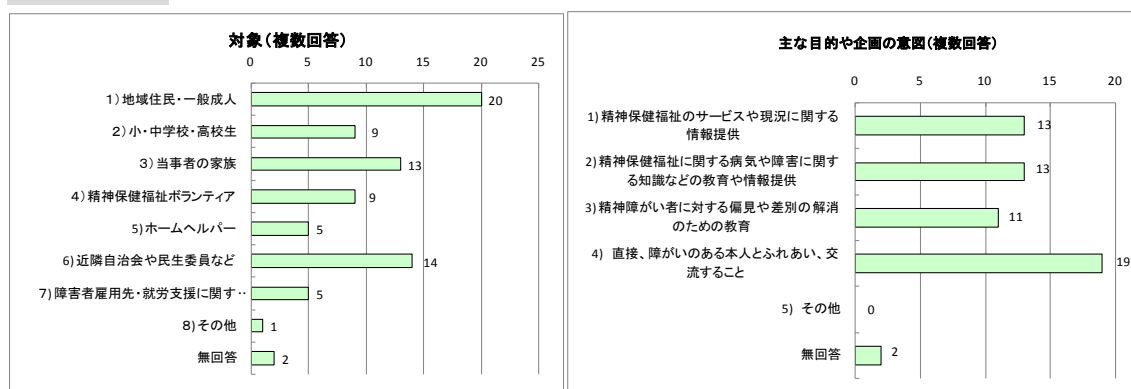 対象(複数回答)
0 5 10 15 20 25
1)地域住民・一般成人 20
2)小・中学校・高校生 9
3)当事者の家族 13
4)精神保健福祉ボランティア 9
5)ホームヘルパー 5
6)近隣自治会や民生委員など 14
7)障害者雇用先・就労支援に関す‥ 5
8)その他 1
無回答 2
主な目的や企画の意図(複数回答)
0 5 10 15 20
1)精神保健福祉のサービスや現況に関する
情報提供 13
2)精神保健福祉に関する病気や障害に関す
る知識などの教育や情報提供 13
3)精神障がい者に対する偏見や差別の解消
のための教育 11
4) 直接、障がいのある本人とふれあい、交
流すること 19
5) その他 0
無回答 2